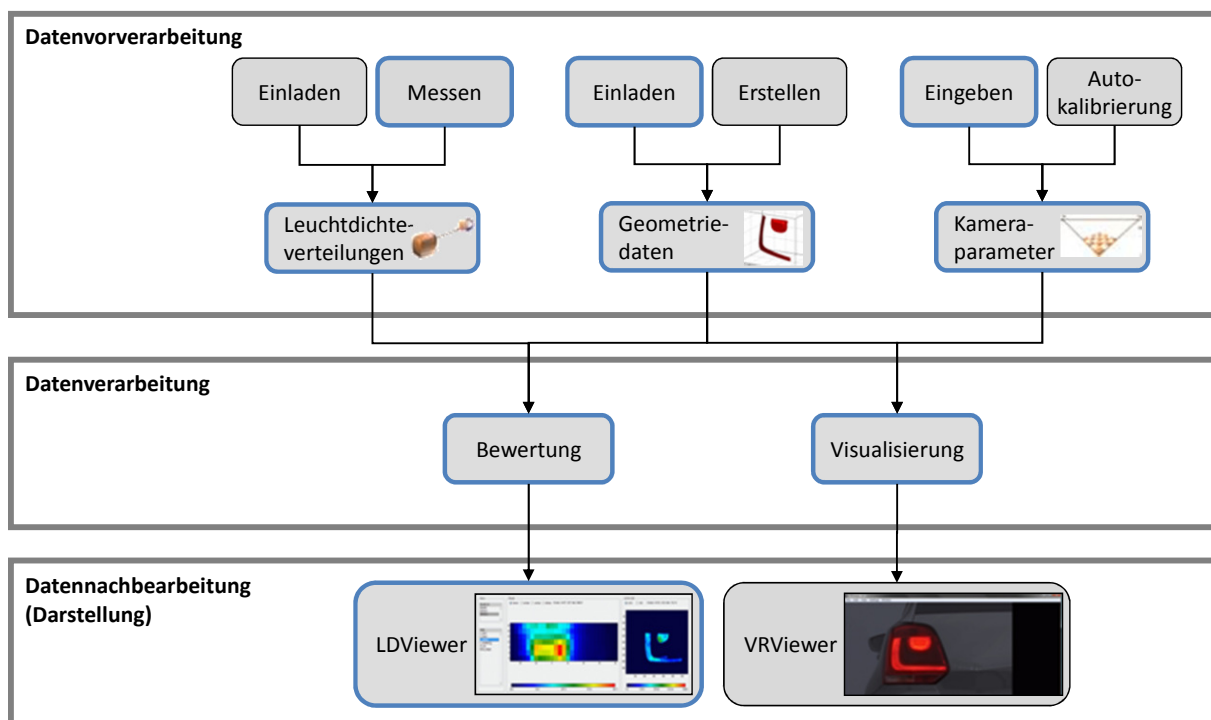 Datenvorverarbeitung
Einladen
Messen
Einladen
Erstellen
Eingeben
Auto-
kalibrierung
Leuchtdichte-
verteilungen
Geometrie-
daten
Kamera-
parameter
Datenverarbeitung
Bewertung
Visualisierung
Datennachbearbeitung
(Darstellung)
LDViewer
VRViewer